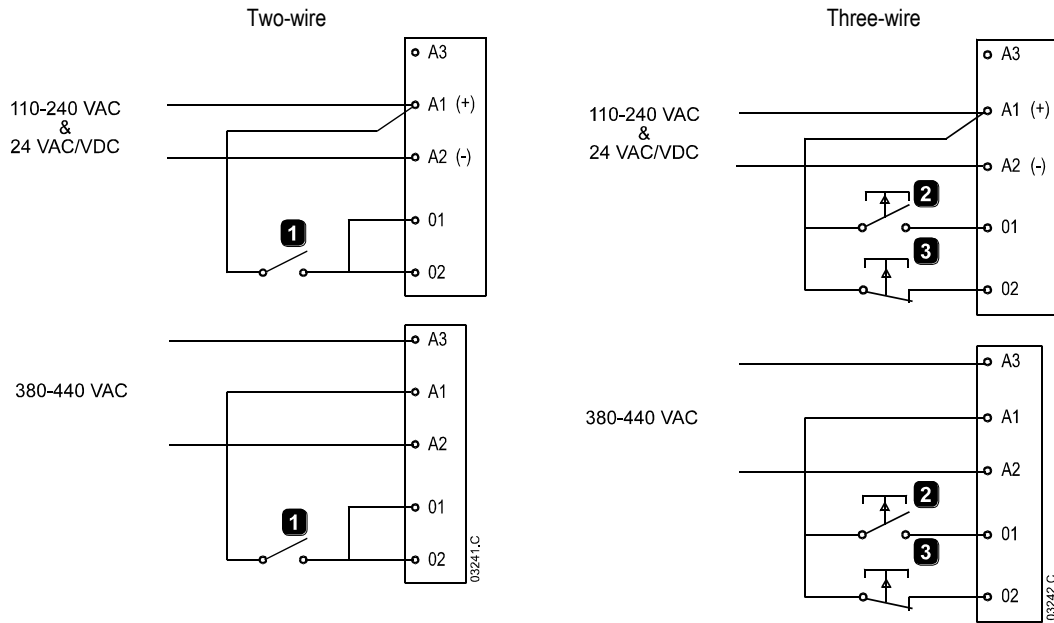 Two-wire
110-240 VAC
&
24 VAC/VDC
A3
A1 (+)
A2 (-)
01
02
1
380-440 VAC
A3
A1
A2
01
02
1
03241.C
Three-wire
110-240 VAC
&
24 VAC/VDC
A3
A1 (+)
A2 (-)
2
01
3
02
380-440 VAC
A3
A1
A2
2
01
3
02
03242.C